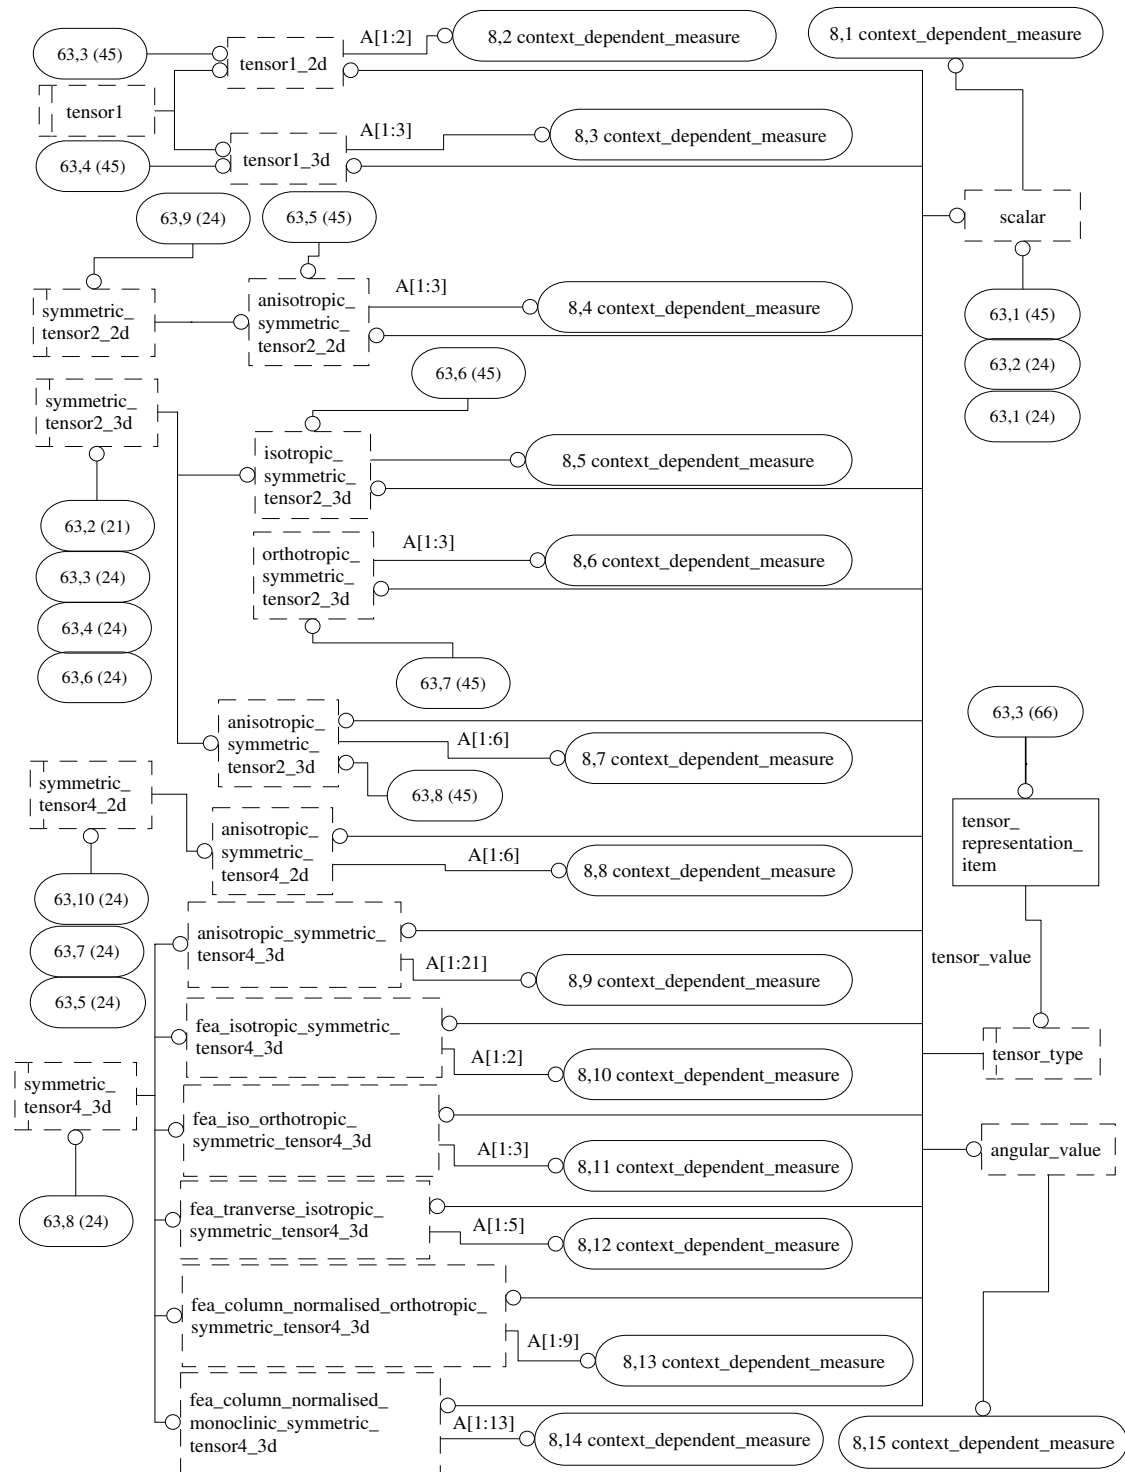 A[1:2]
8,2 context_dependent_measure
8,1 context_dependent_measure
63,3 (45)
tensor1_2d
tensor1
A[1:3]
8,3 context_dependent_measure
63,4 (45)
tensor1_3d
63,9 (24)
63,5 (45)
scalar
symmetric_
tensor2_2d
anisotropic_
symmetric_
tensor2_2d
A[1:3]
8,4 context_dependent_measure
63,1 (45)
63,2 (24)
63,1 (24)
63,6 (45)
symmetric_
tensor2_3d
isotropic_
symmetric_
tensor2_3d
8,5 context_dependent_measure
63,2 (21)
63,3 (24)
63,4 (24)
63,6 (24)
orthotropic_
symmetric_
tensor2_3d
A[1:3]
8,6 context_dependent_measure
63,7 (45)
anisotropic_
symmetric_
tensor2_3d
A[1:6]
8,7 context_dependent_measure
63,8 (45)
63,3 (66)
symmetric_
tensor4_2d
anisotropic_
symmetric_
tensor4_2d
A[1:6]
8,8 context_dependent_measure
tensor_
representation_
item
63,10 (24)
63,7 (24)
63,5 (24)
anisotropic_symmetric_
tensor4_3d
A[1:21]
8,9 context_dependent_measure
tensor_value
fea_isotropic_symmetric_
tensor4_3d
A[1:2]
8,10 context_dependent_measure
tensor_type
symmetric_
tensor4_3d
fea_iso_orthotropic_
symmetric_tensor4_3d
A[1:3]
8,11 context_dependent_measure
angular_value
63,8 (24)
fea_tranverse_isotropic_
symmetric_tensor4_3d
A[1:5]
8,12 context_dependent_measure
fea_column_normalised_orthotropic_
symmetric_tensor4_3d
A[1:9]
8,13 context_dependent_measure
fea_column_normalised_
monoclinic_symmetric_
tensor4_3d
A[1:13]
8,14 context_dependent_measure
8,15 context_dependent_measure